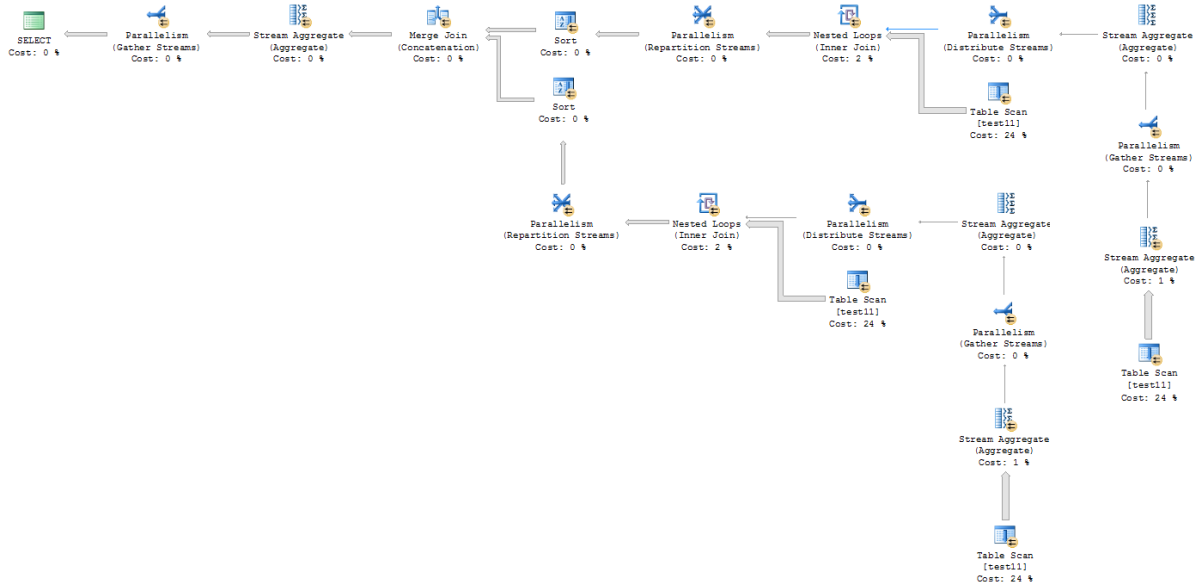 SELECT
Cost: 0 %
Parallelism
(Gather Streams)
Cost: 0 %
Stream Aggregate
(Aggregate)
Cost: 0 %
Merge Join
(Concatenation)
Cost: 0 %
Sort
Cost: 0 %
Parallelism
(Repartition Streams)
Cost: 0 %
Nested Loops
(Inner Join)
Cost: 2 %
Parallelism
(Distribute Streams)
Cost: 0 %
Stream Aggregate
(Aggregate)
Cost: 0 %
Sort
Cost: 0 %
Table Scan
[test11]
Cost: 24 %
Parallelism
(Gather Streams)
Cost: 0 %
Parallelism
(Repartition Streams)
Cost: 0 %
Nested Loops
(Inner Join)
Cost: 2 %
Parallelism
(Distribute Streams)
Cost: 0 %
Stream Aggregate
(Aggregate)
Cost: 0 %
Stream Aggregate
(Aggregate)
Cost: 1 %
Table Scan
[test11]
Cost: 24 %
Parallelism
(Gather Streams)
Cost: 0 %
Table Scan
[test11]
Cost: 24 %
Stream Aggregate
(Aggregate)
Cost: 1 %
Table Scan
[test11]
Cost: 24 %